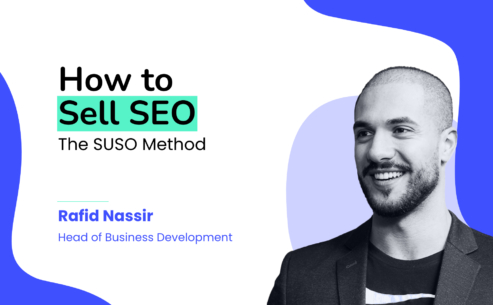 How to
Sell SEO
The SUSO Method
Rafid Nassir
Head of Business Development